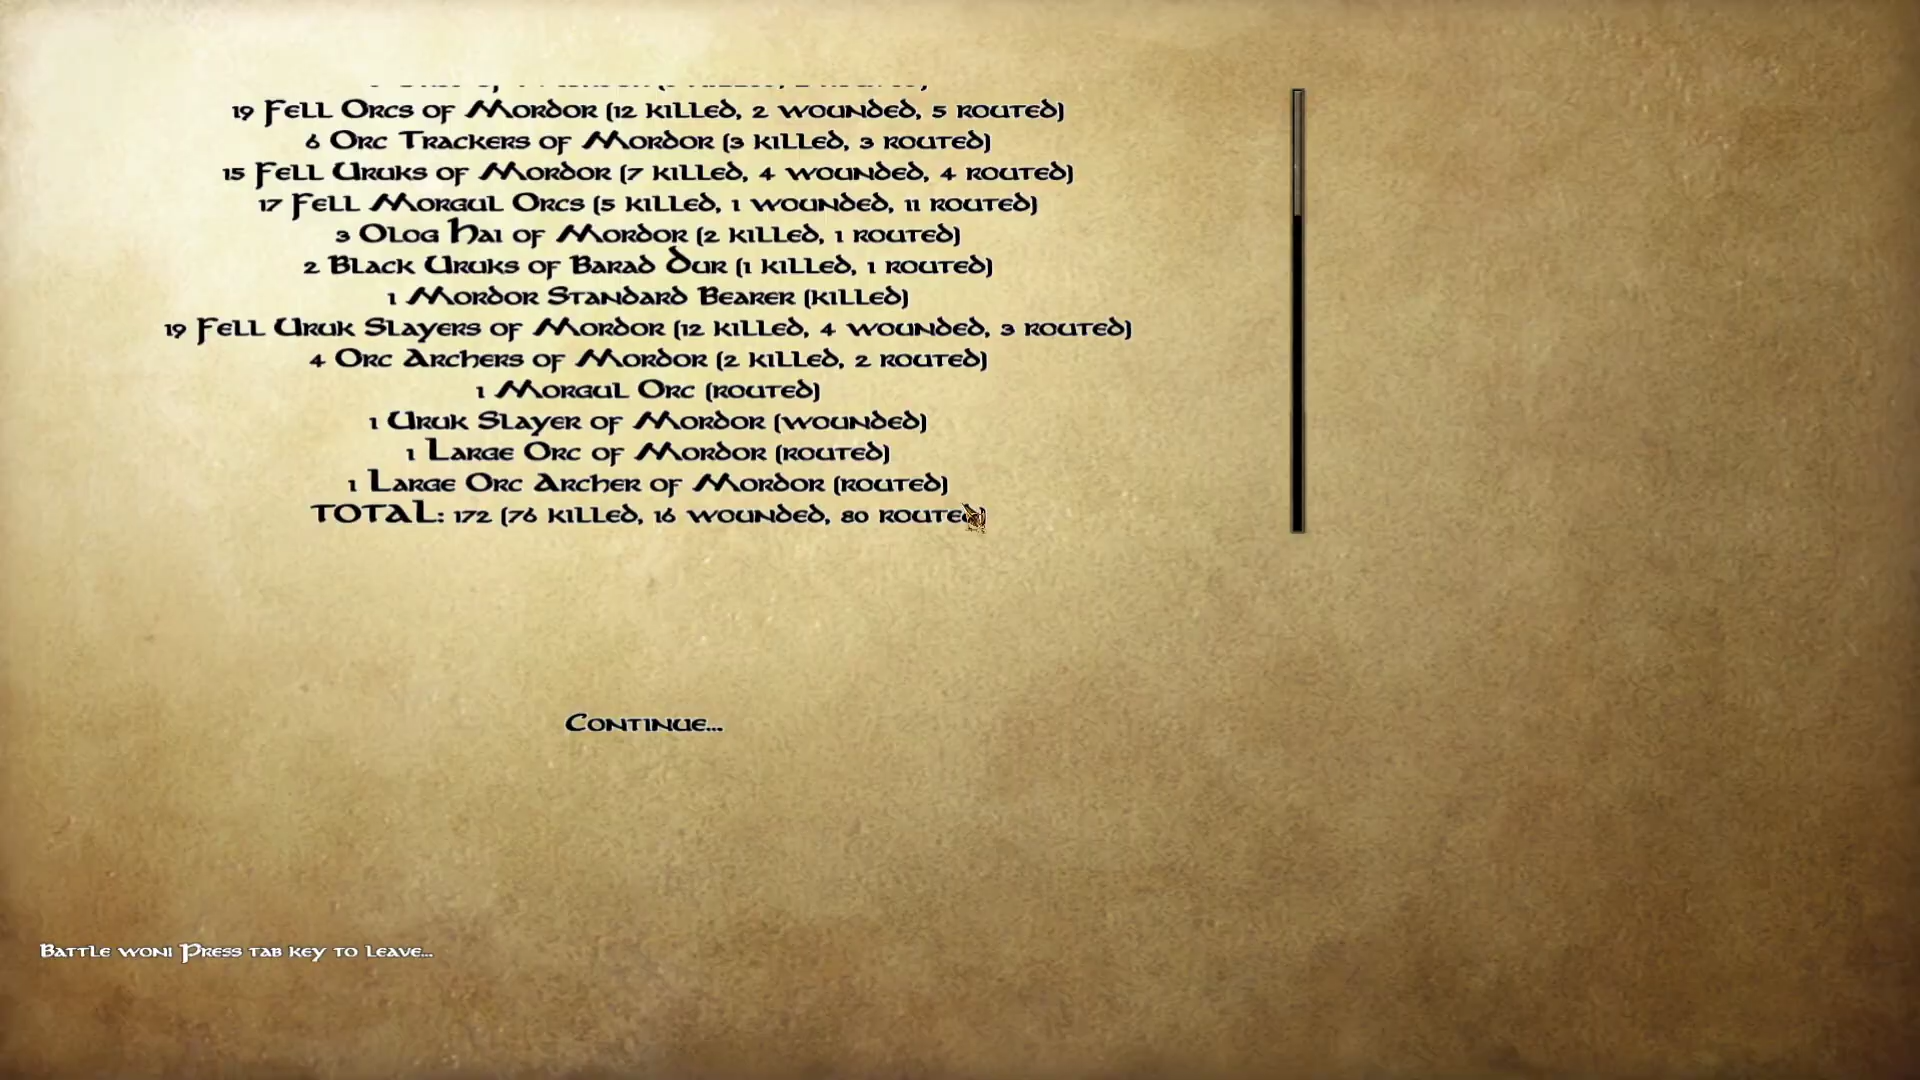 19 Fell Orcs of Mordor (12 killed, 2 wounded, 5 routed)
6 Orc Trackers of Mordor (3 killed, 3 routed)
15 Fell Uruks of Mordor (7 killed, 4 wounded, 4 routed)
17 Fell Morgul Orcs (5 killed, 1 wounded, 11 routed)
3 Olog Hai of Mordor (2 killed, 1 routed)
2 Black Uruks of Barad Dur (1 killed, 1 routed)
1 Mordor Standard Bearer (killed)
19 Fell Uruk Slayers of Mordor (12 killed, 4 wounded, 3 routed)
4 Orc Archers of Mordor (2 killed, 2 routed)
1 Morgul Orc (routed)
1 Uruk Slayer of Mordor (wounded)
1 Large Orc of Mordor (routed)
1 Large Orc Archer of Mordor (routed)
TOTAL: 172 (76 killed, 16 wounded, 80 routed)
Continue...
Battle won! Press tab key to leave...